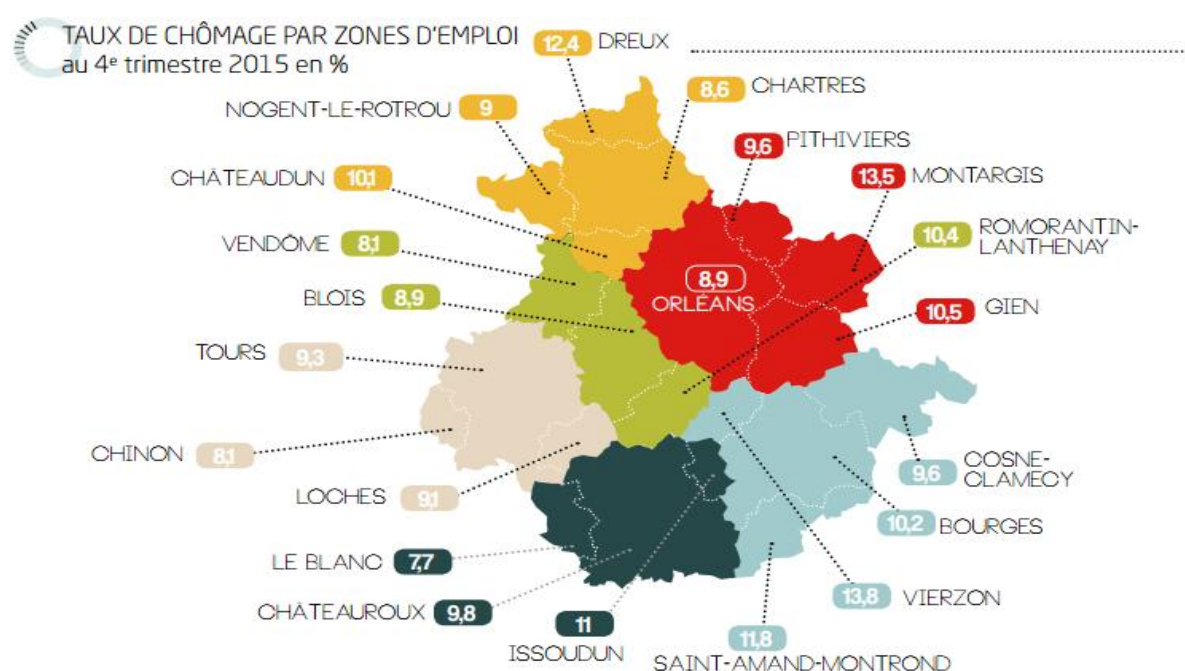 TAUX DE CHÔMAGE PAR ZONES D'EMPLOI
au 4e trimestre 2015 en %
12,4 DREUX
8,6 CHARTRES
NOGENT-LE-ROTROU 9
9,6 PITHIVIERS
CHÂTEAUDUN 10,1
13,5 MONTARGIS
VENDÔME 8,1
10,4 ROMORANTIN-
LANTHENAY
8,9
ORLÉANS
BLOIS 8,9
10,5 GIEN
TOURS 9,3
CHINON 8,1
9,6 COSNE-
CLAMECY
LOCHES 9,1
10,2 BOURGES
LE BLANC 7,7
13,8 VIERZON
CHÂTEAUROUX 9,8
11
ISSOUDUN
11,8
SAINT-AMAND-MONTROND